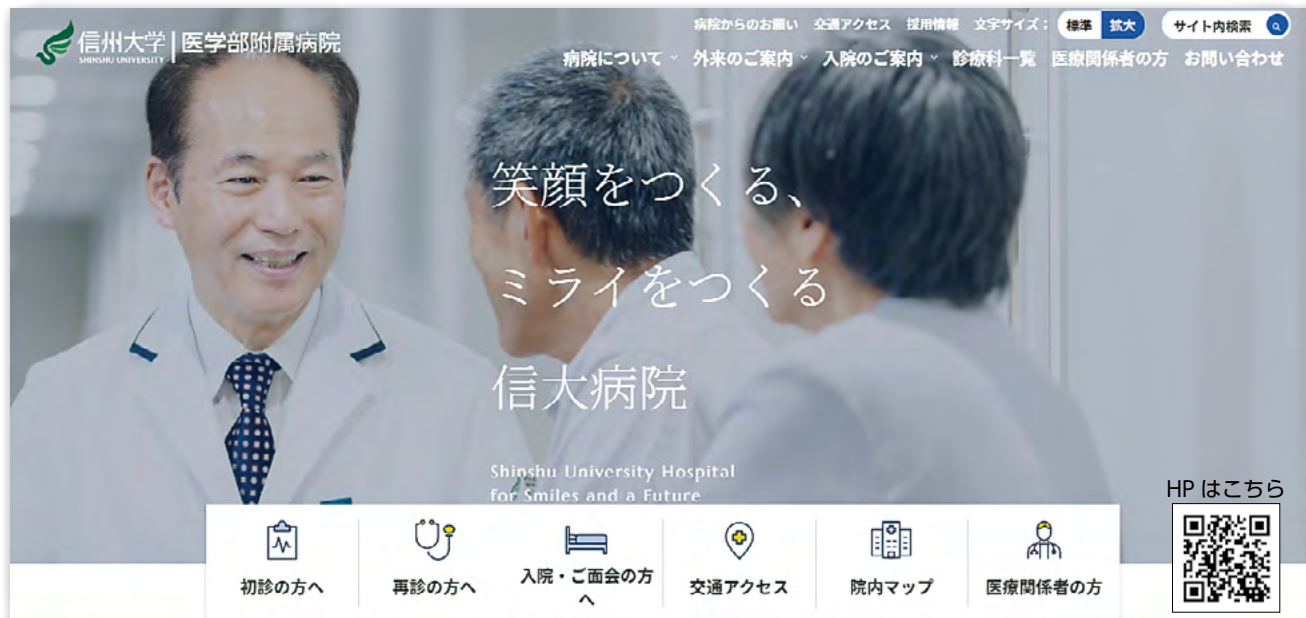 信州大学 医学部附属病院
SHINSHU UNIVERSITY
病院からのお願い 交通アクセス 採用情報 文字サイズ： 標準 拡大 サイト内検索
病院について 外来のご案内 入院のご案内 診療科一覧 医療関係者の方 お問い合わせ
笑顔をつくる、
ミライをつくる
信大病院
Shinshu University Hospital
for Smiles and a Future
HP はこちら
初診の方へ
再診の方へ
入院・ご面会の方
へ
交通アクセス
院内マップ
医療関係者の方